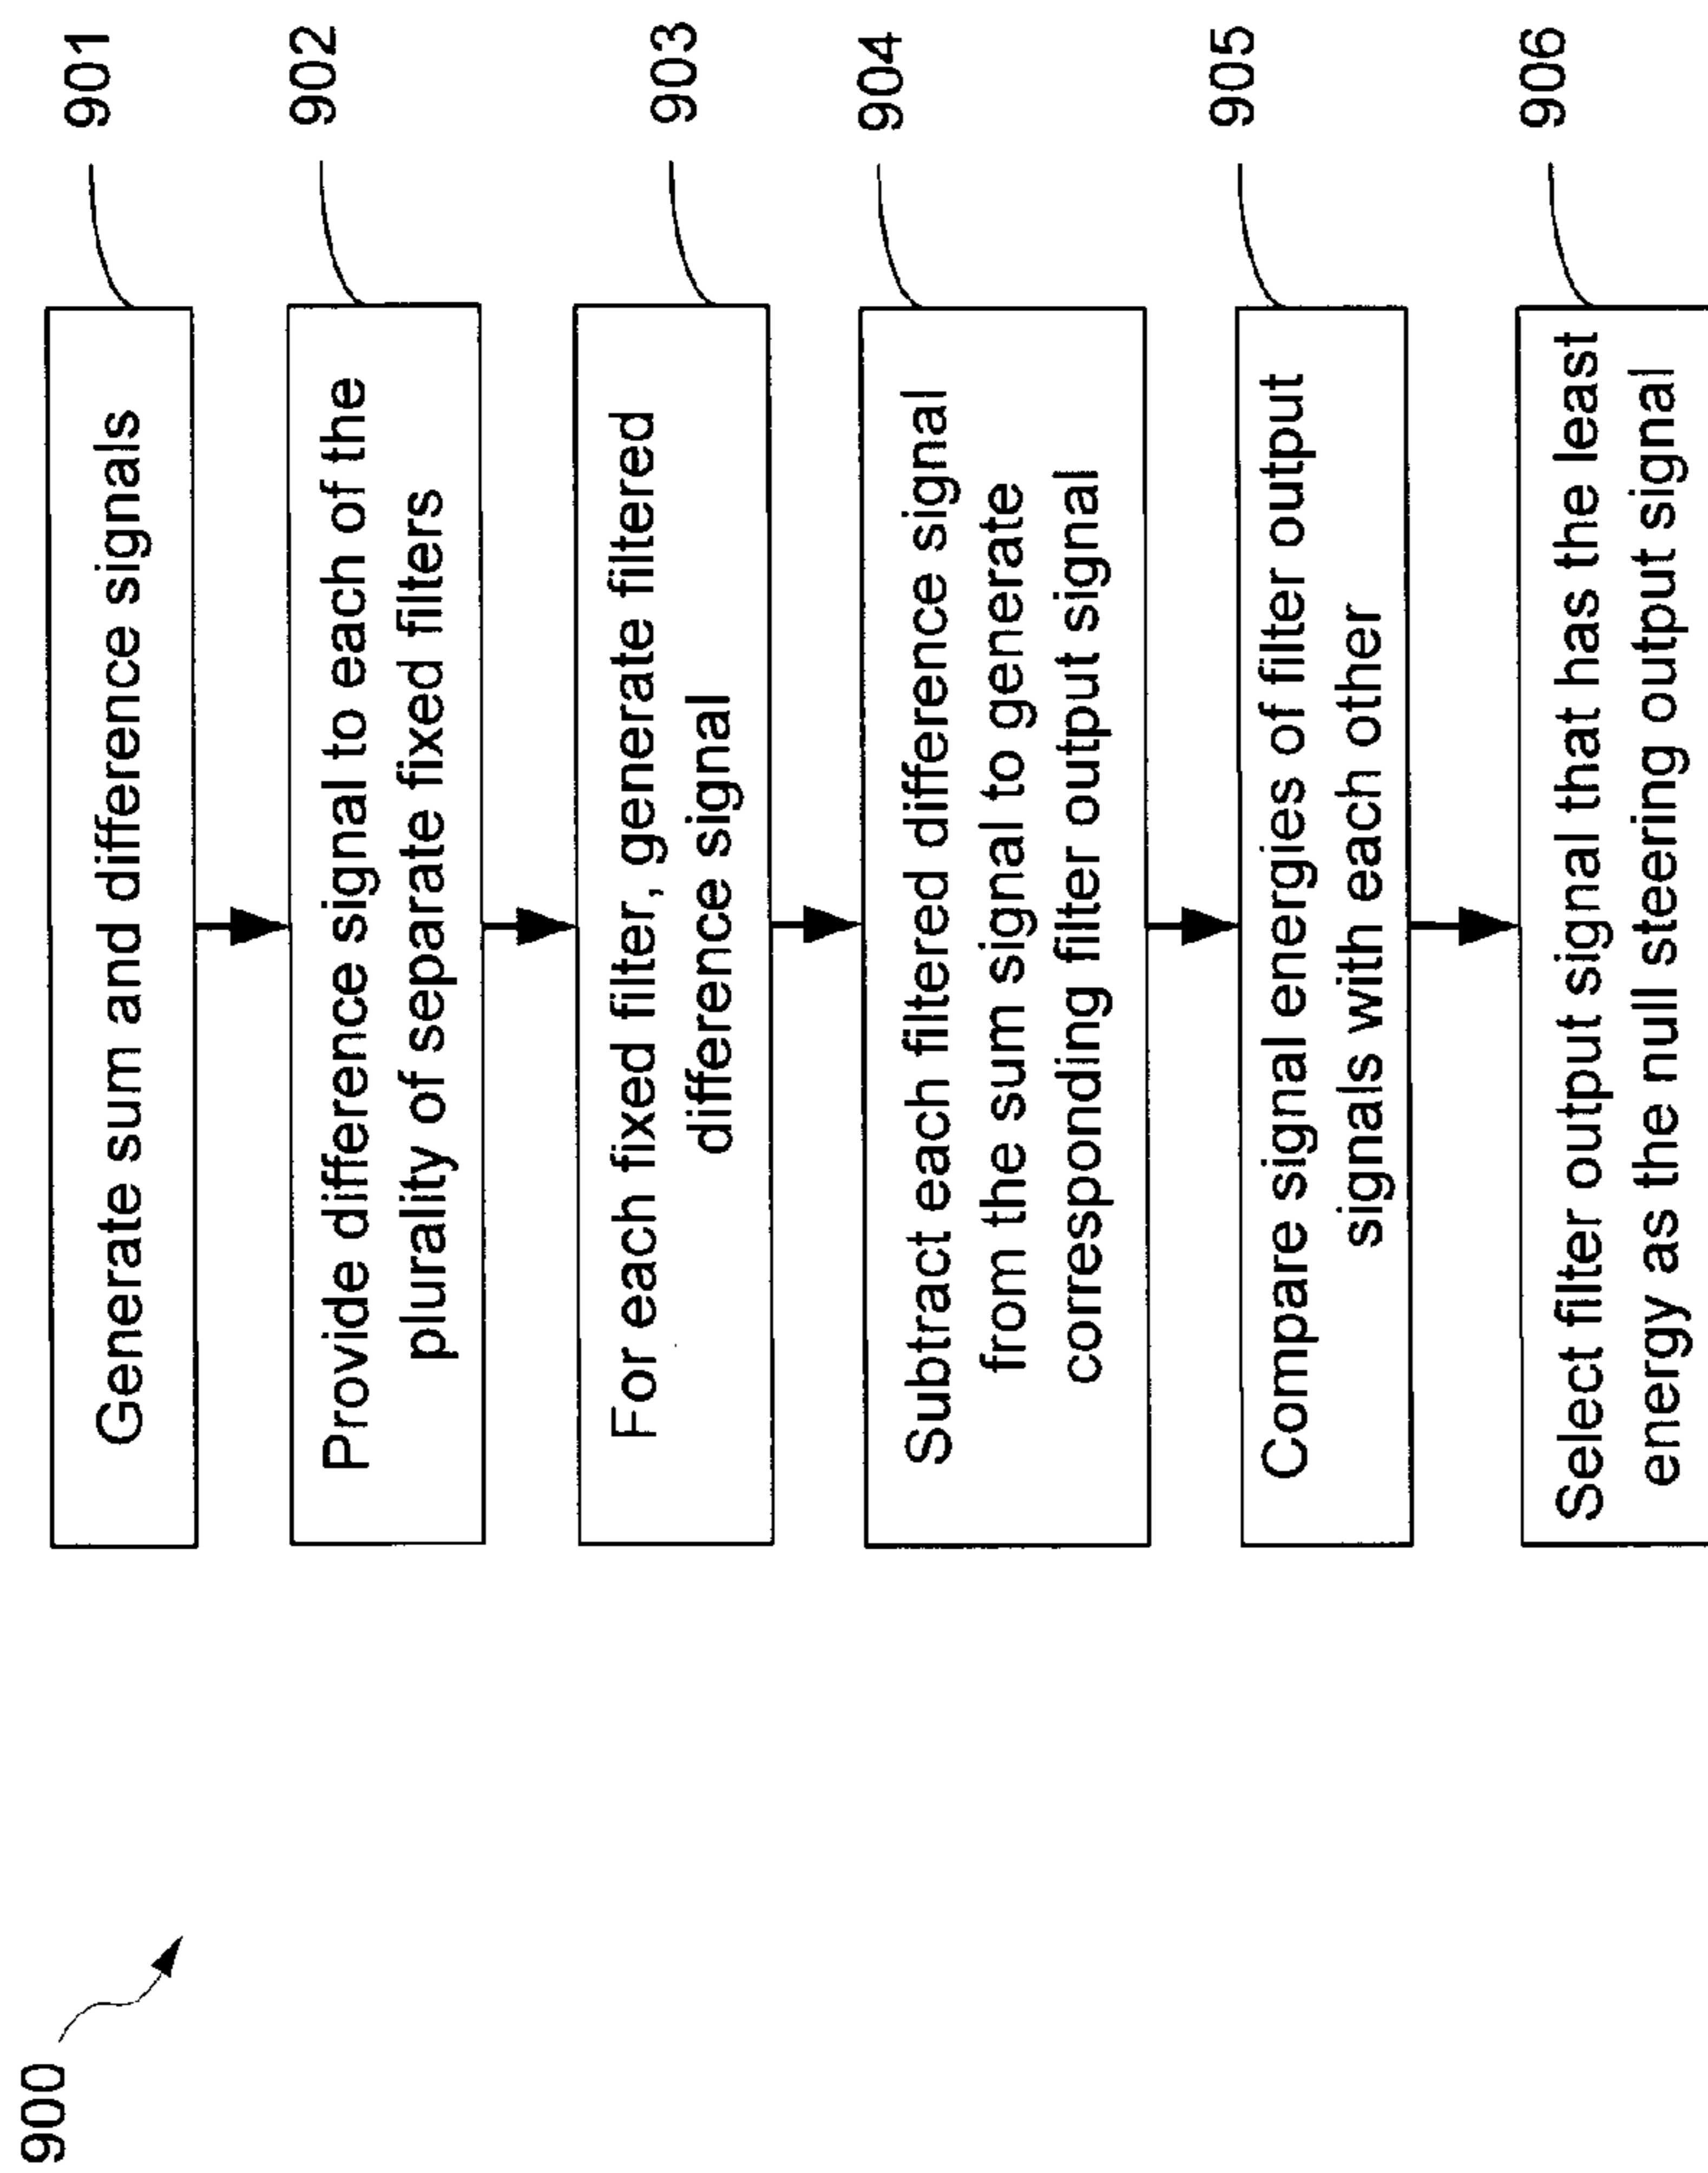 900
Generate sum and difference signals
901
Provide difference signal to each of the
plurality of separate fixed filters
902
For each fixed filter, generate filtered
difference signal
903
Subtract each filtered difference signal
from the sum signal to generate
corresponding filter output signal
904
Compare signal energies of filter output
signals with each other
905
Select filter output signal that has the least
energy as the null steering output signal
906